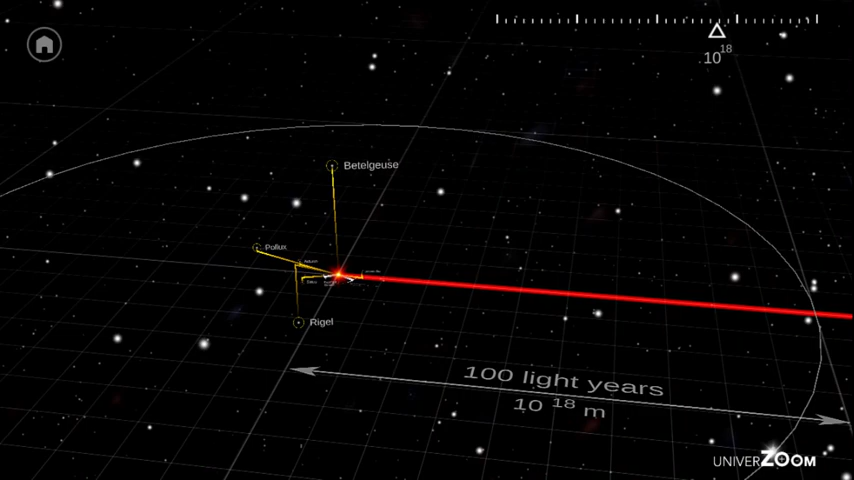 10 18
Betelgeuse
Pollux
Rigel
100 light years
10 18 m
UNIVERZOOM